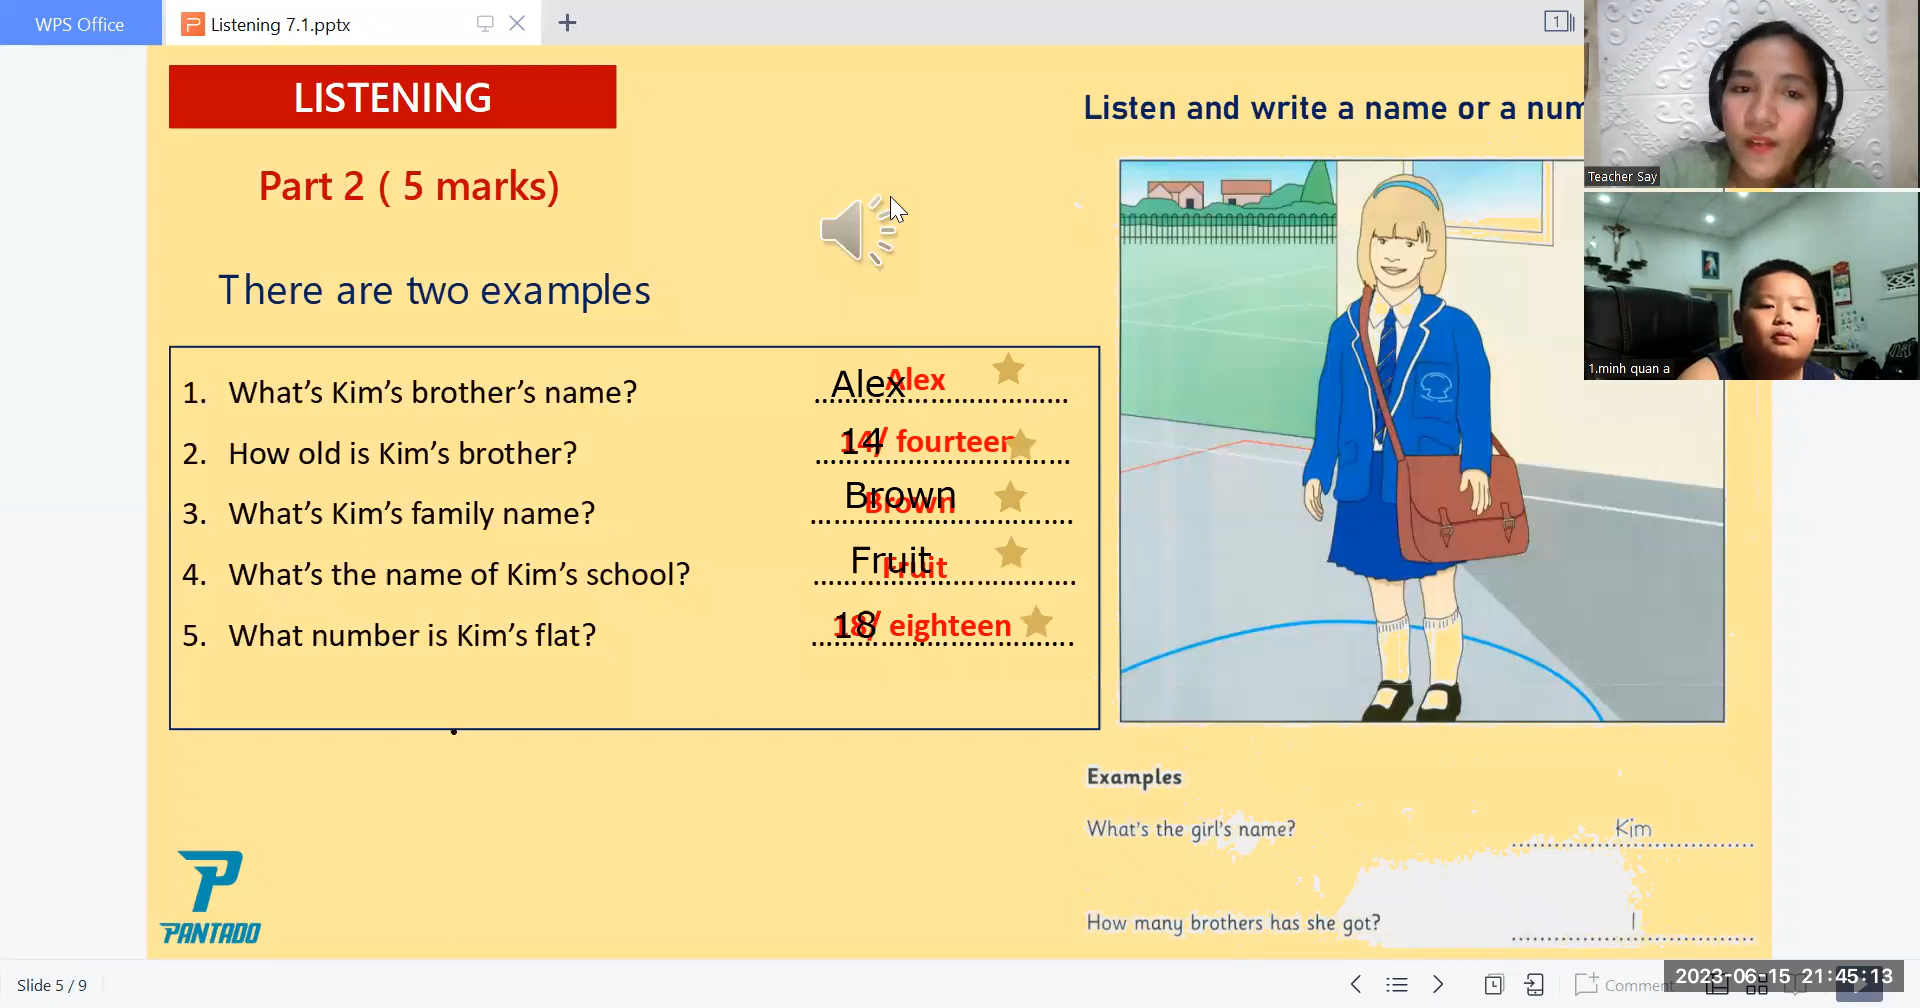 WPS Office
Listening 7.1.pptx
1
LISTENING
Listen and write a name or a num
Part 2 ( 5 marks)
There are two examples
1. What's Kim's brother's name? Alex Alex
2. How old is Kim's brother? 14 14/ fourteen
3. What's Kim's family name? Brown Brown
4. What's the name of Kim's school? Fruit Fruit
5. What number is Kim's flat? 18 18/ eighteen
Teacher Say
1.minh quan a
Examples
What's the girl's name? Kim
How many brothers has she got? 1
PANTADO
Slide 5 / 9
Comment
2023-06-15 21:45:13